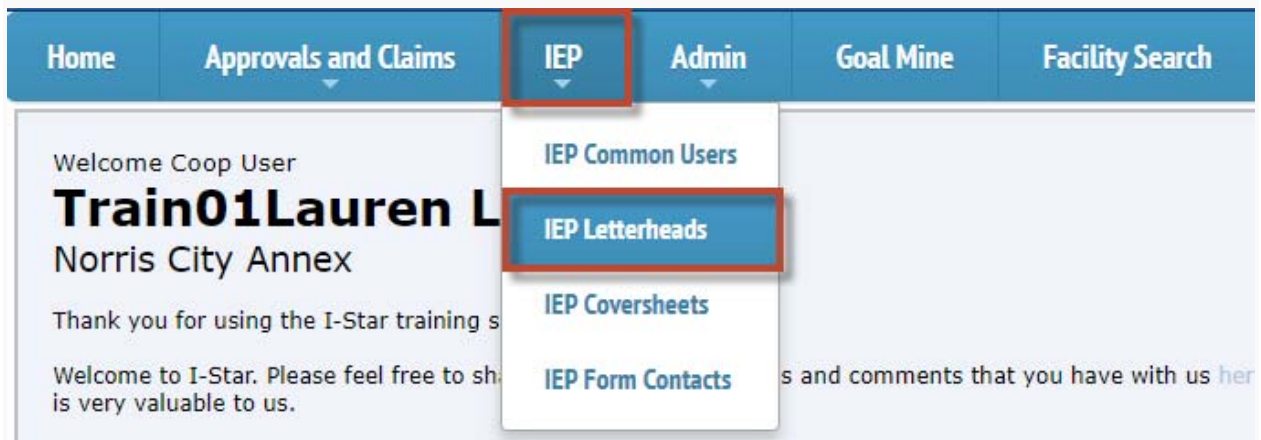 Home Approvals and Claims IEP Admin Goal Mine Facility Search
IEP Common Users
IEP Letterheads
IEP Coversheets
IEP Form Contacts
Welcome Coop User
Train01Lauren L
Norris City Annex
Thank you for using the I-Star training s
Welcome to I-Star. Please feel free to sh s and comments that you have with us her
is very valuable to us.